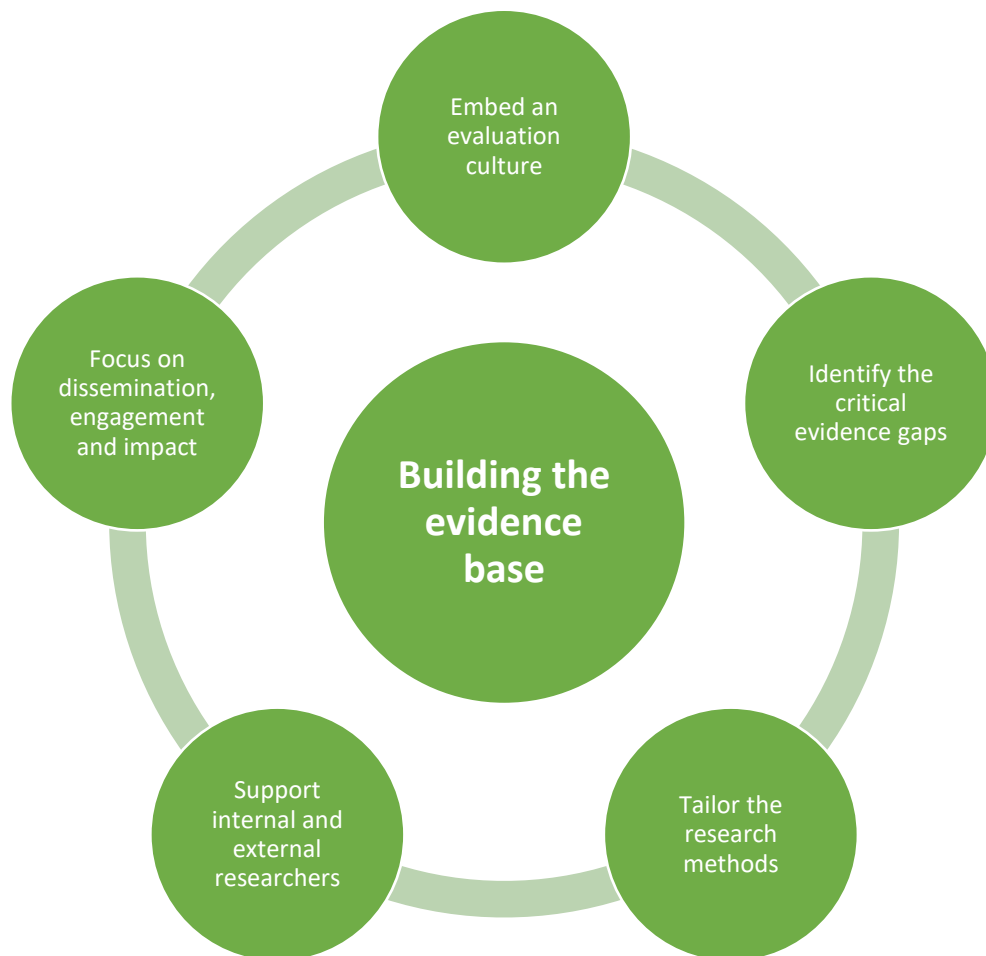 Embed an
evaluation
culture
Identify the
critical
evidence gaps
Tailor the
research
methods
Support
internal and
external
researchers
Focus on
dissemination,
engagement
and impact
Building the
evidence
base